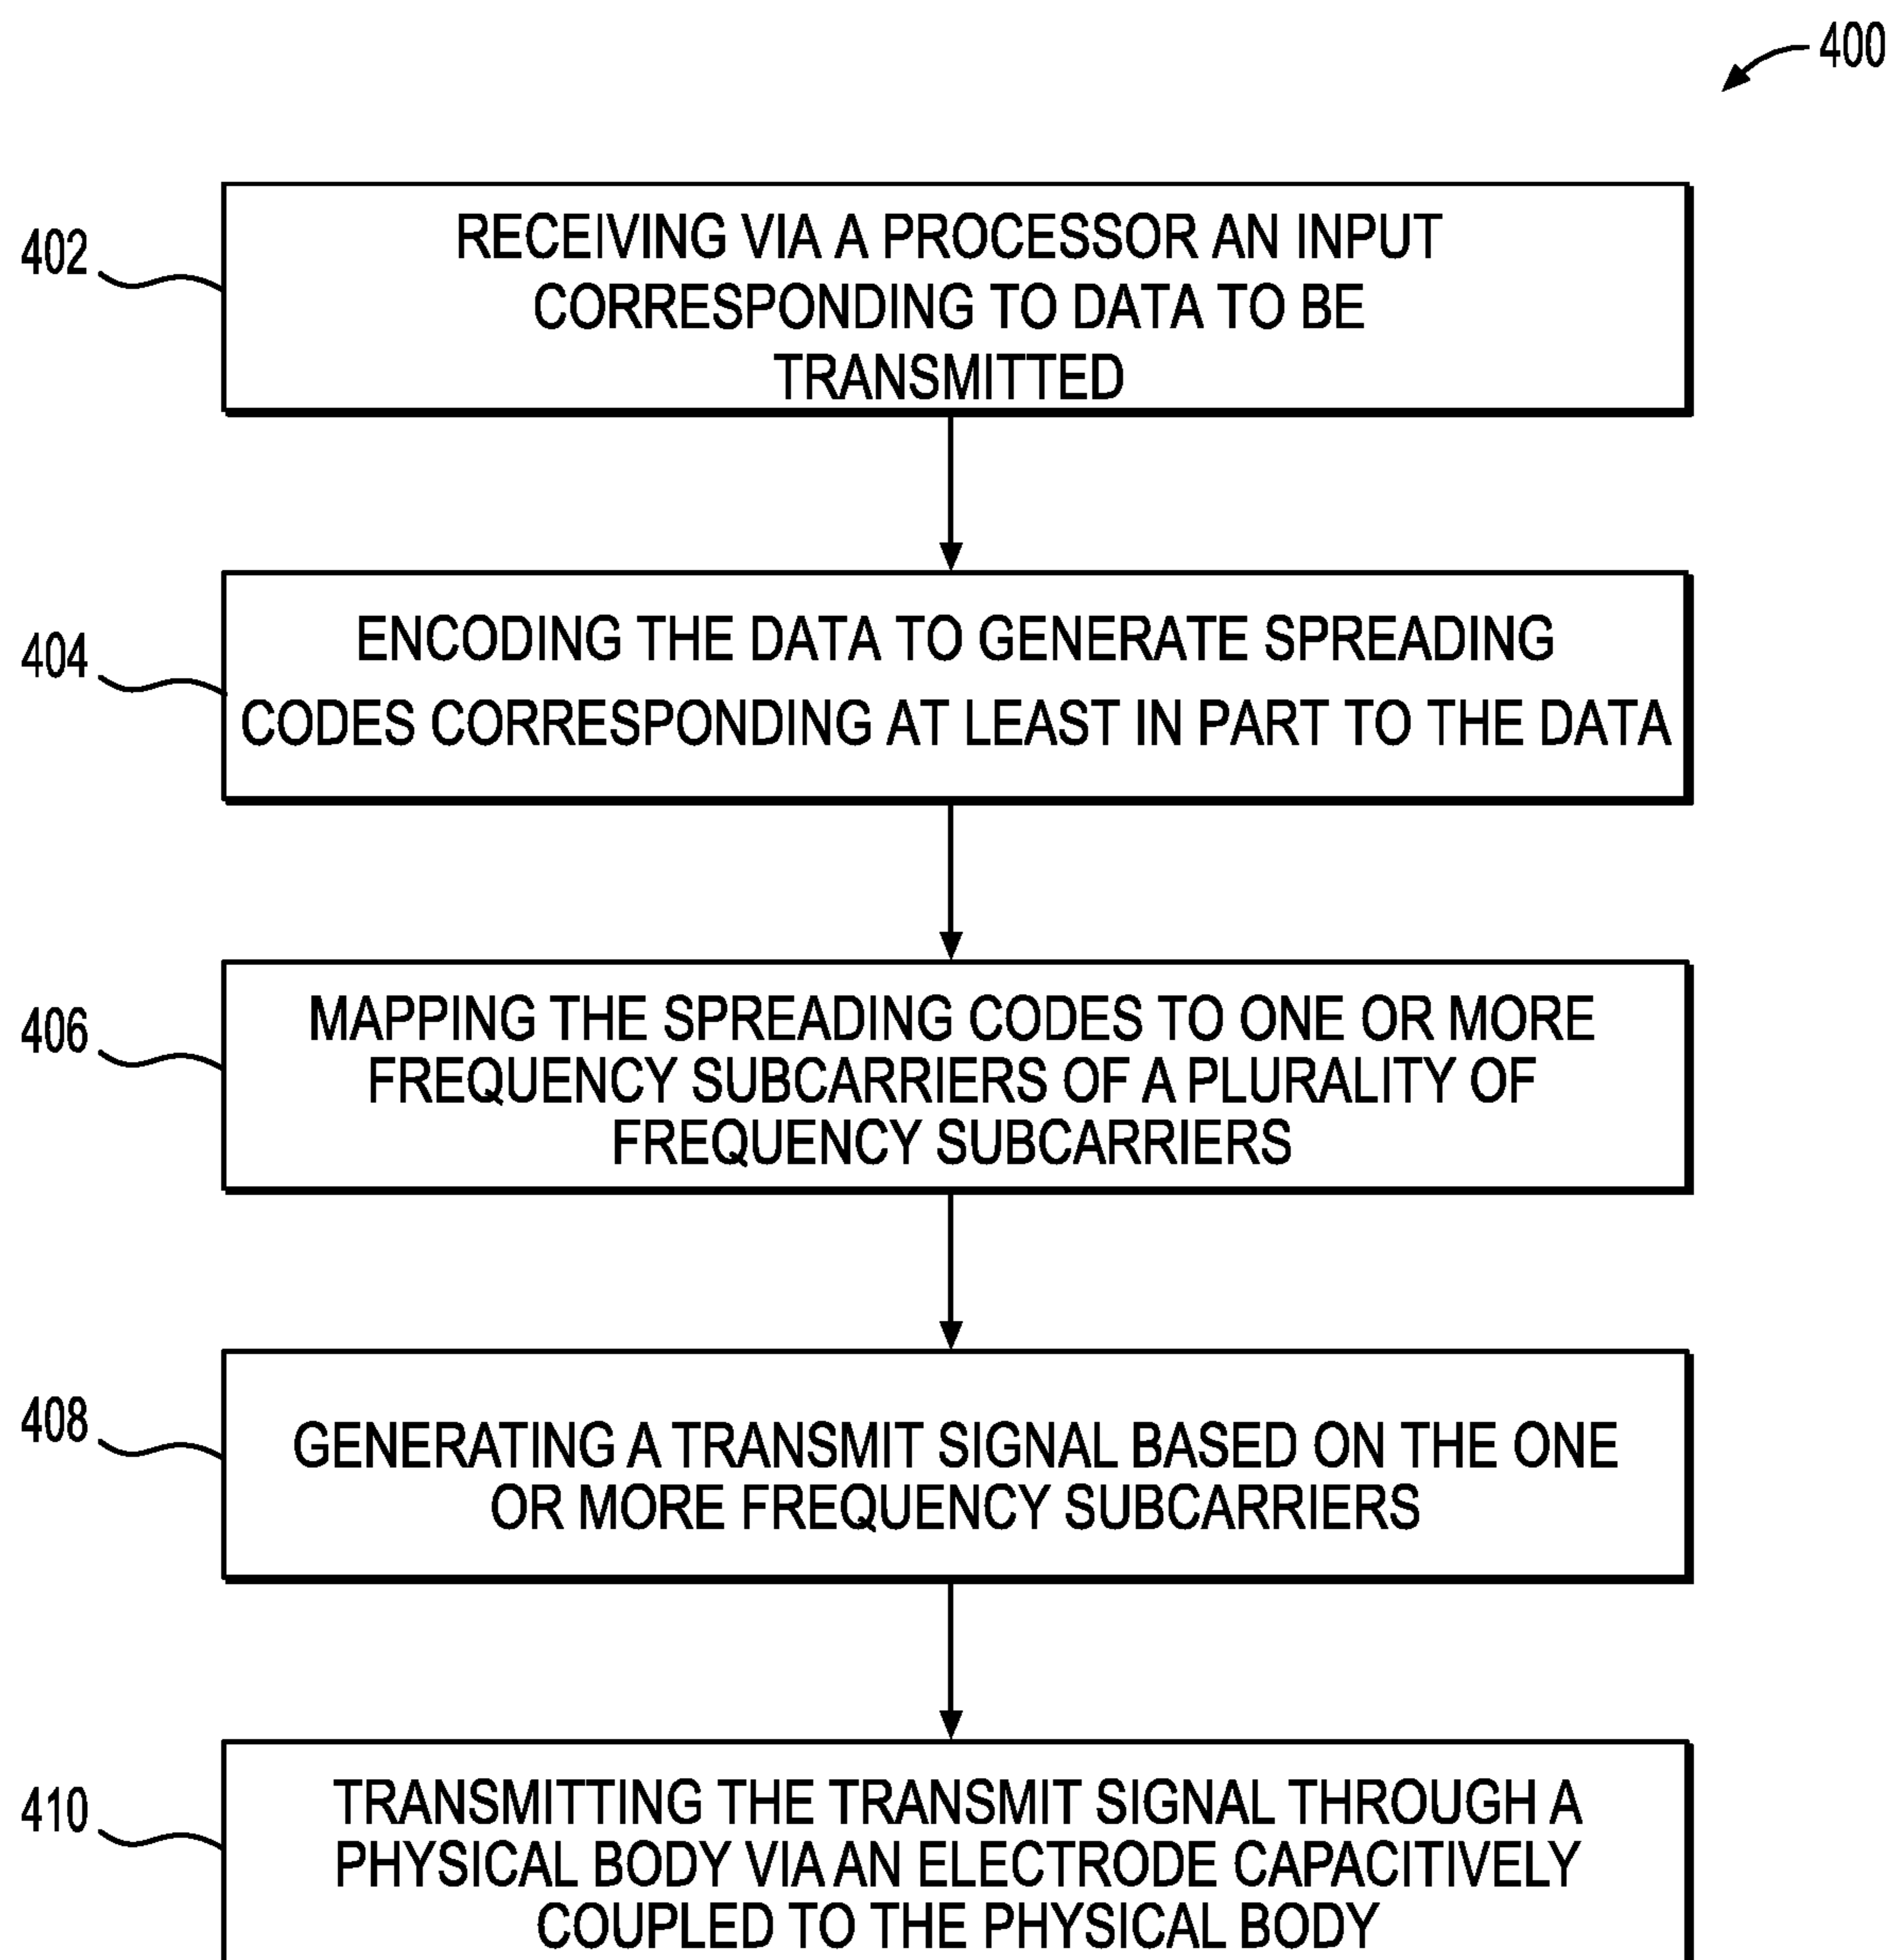 400
402
RECEIVING VIA A PROCESSOR AN INPUT
CORRESPONDING TO DATA TO BE
TRANSMITTED
404
ENCODING THE DATA TO GENERATE SPREADING
CODES CORRESPONDING AT LEAST IN PART TO THE DATA
406
MAPPING THE SPREADING CODES TO ONE OR MORE
FREQUENCY SUBCARRIERS OF A PLURALITY OF
FREQUENCY SUBCARRIERS
408
GENERATING A TRANSMIT SIGNAL BASED ON THE ONE
OR MORE FREQUENCY SUBCARRIERS
410
TRANSMITTING THE TRANSMIT SIGNAL THROUGH A
PHYSICAL BODY VIA AN ELECTRODE CAPACITIVELY
COUPLED TO THE PHYSICAL BODY